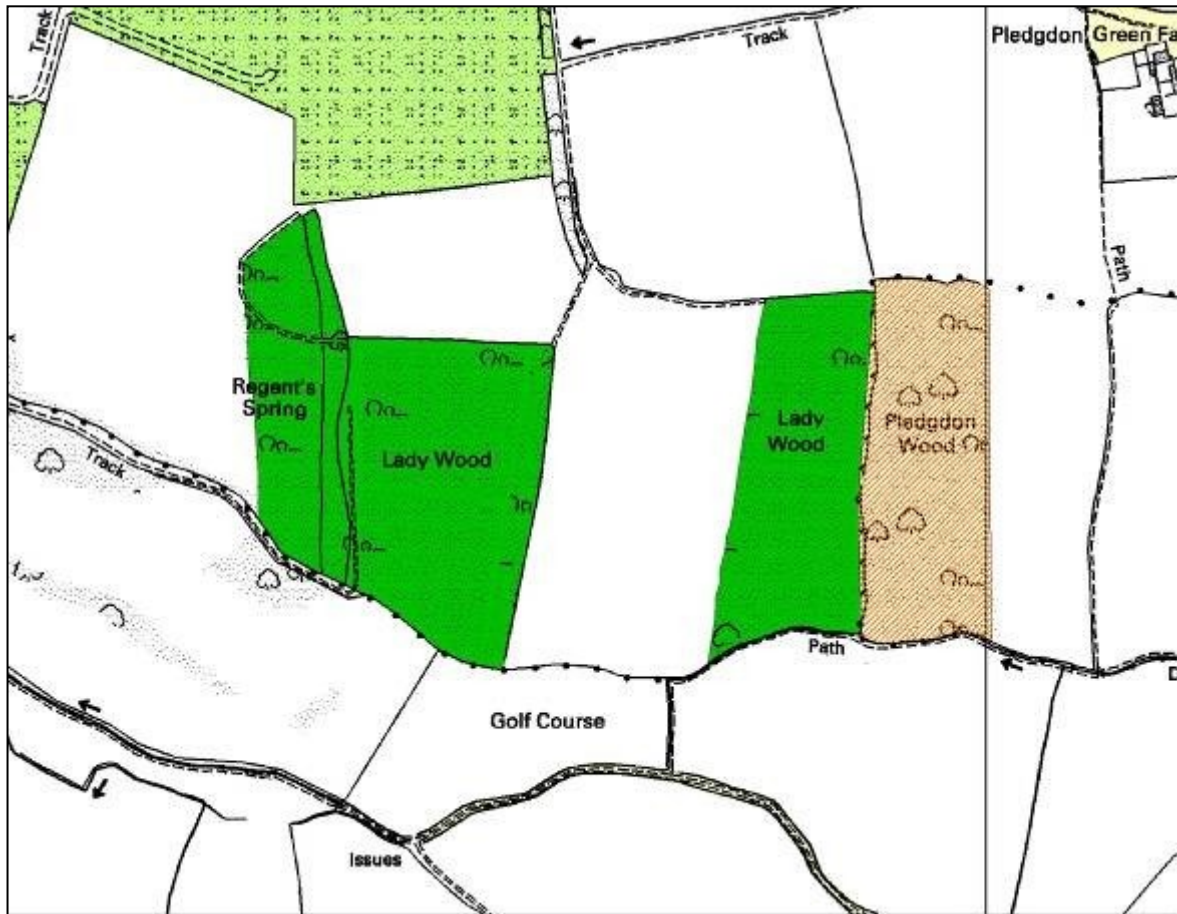 Track
Track
Pledgdon
Green Fa
Path
Regent's
Spring
Lady Wood
Lady
Wood
Pledgdon
Wood
Track
Path
Golf Course
Issues
D